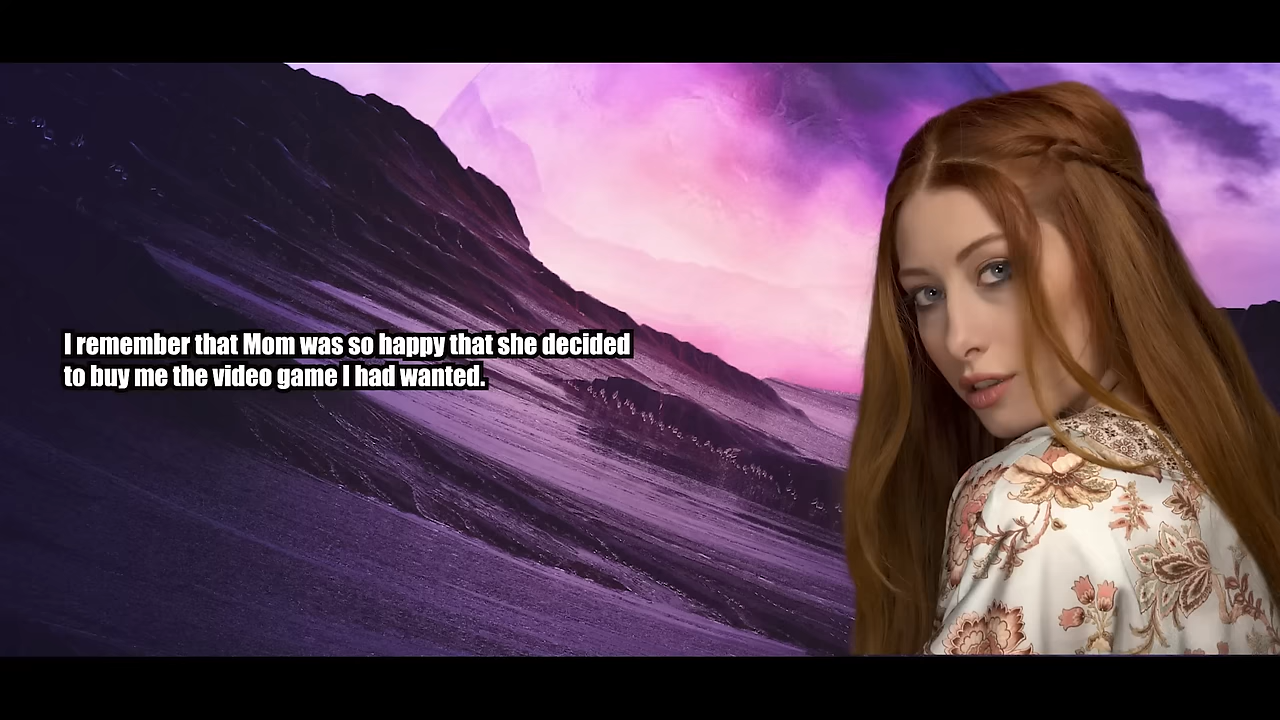 I remember that Mom was so happy that she decided
to buy me the video game I had wanted.